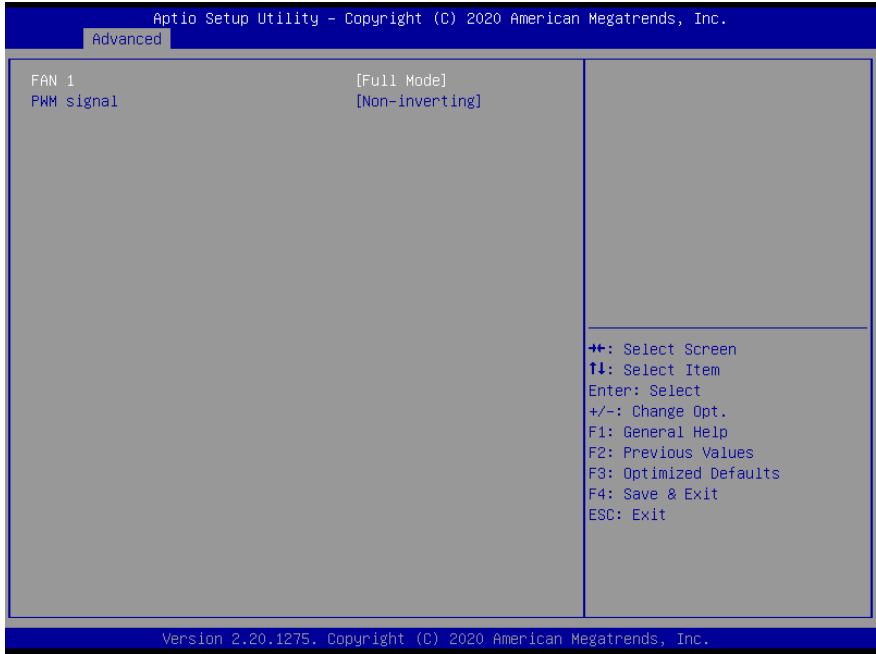 Aptio Setup Utility – Copyright (C) 2020 American Megatrends, Inc.
Advanced
FAN 1 [Full Mode]
PWM signal [Non-inverting]
→←: Select Screen
↑↓: Select Item
Enter: Select
+/-: Change Opt.
F1: General Help
F2: Previous Values
F3: Optimized Defaults
F4: Save & Exit
ESC: Exit
Version 2.20.1275. Copyright (C) 2020 American Megatrends, Inc.